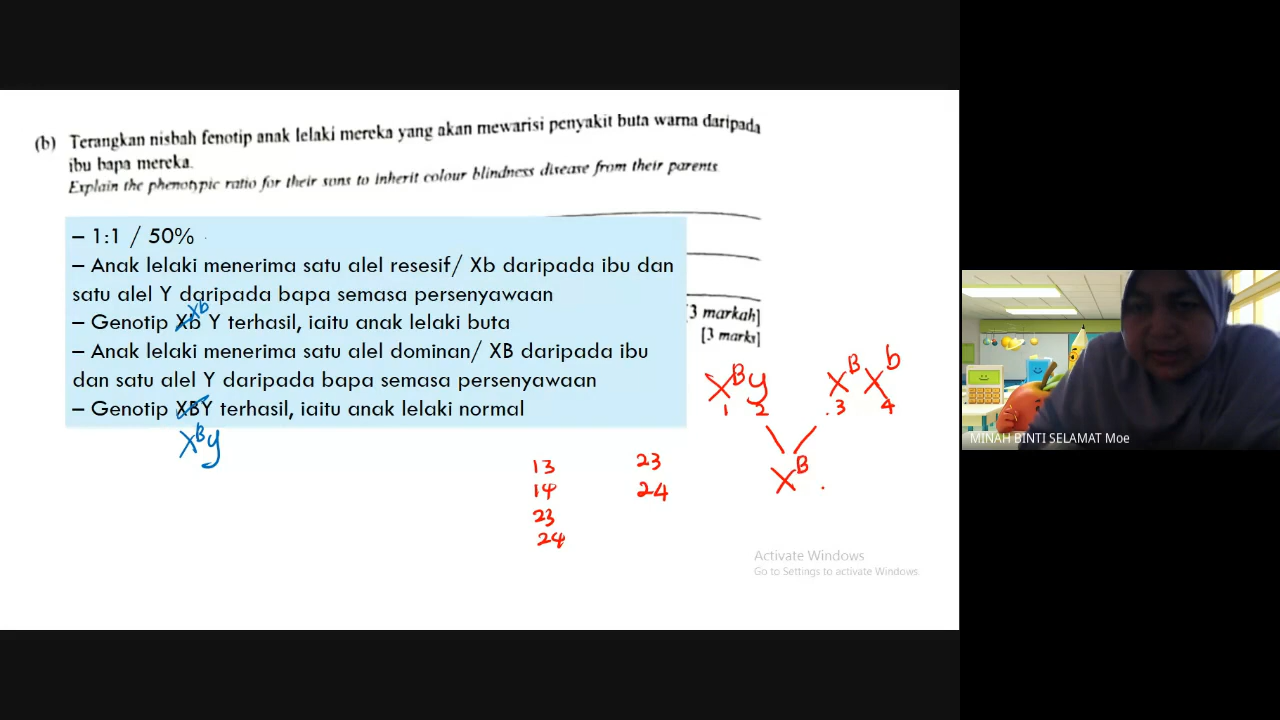 (b) Terangkan nisbah fenotip anak lelaki mereka yang akan mewarisi penyakit buta warna daripada
ibu bapa mereka.
Explain the phenotypic ratio for their sons to inherit colour blindness disease from their parents.
– 1:1 / 50%
– Anak lelaki menerima satu alel resesif/ Xb daripada ibu dan
satu alel Y daripada bapa semasa persenyawaan
Xb
– Genotip Xb Y terhasil, iaitu anak lelaki buta
– Anak lelaki menerima satu alel dominan/ XB daripada ibu
dan satu alel Y daripada bapa semasa persenyawaan
– Genotip XBY terhasil, iaitu anak lelaki normal
XBy
[3 markah]
[3 marks]
XBy XBXb
1 2 3 4
XB
13 23
14 24
23
24
Activate Windows
Go to Settings to activate Windows.
MINAH BINTI SELAMAT Moe